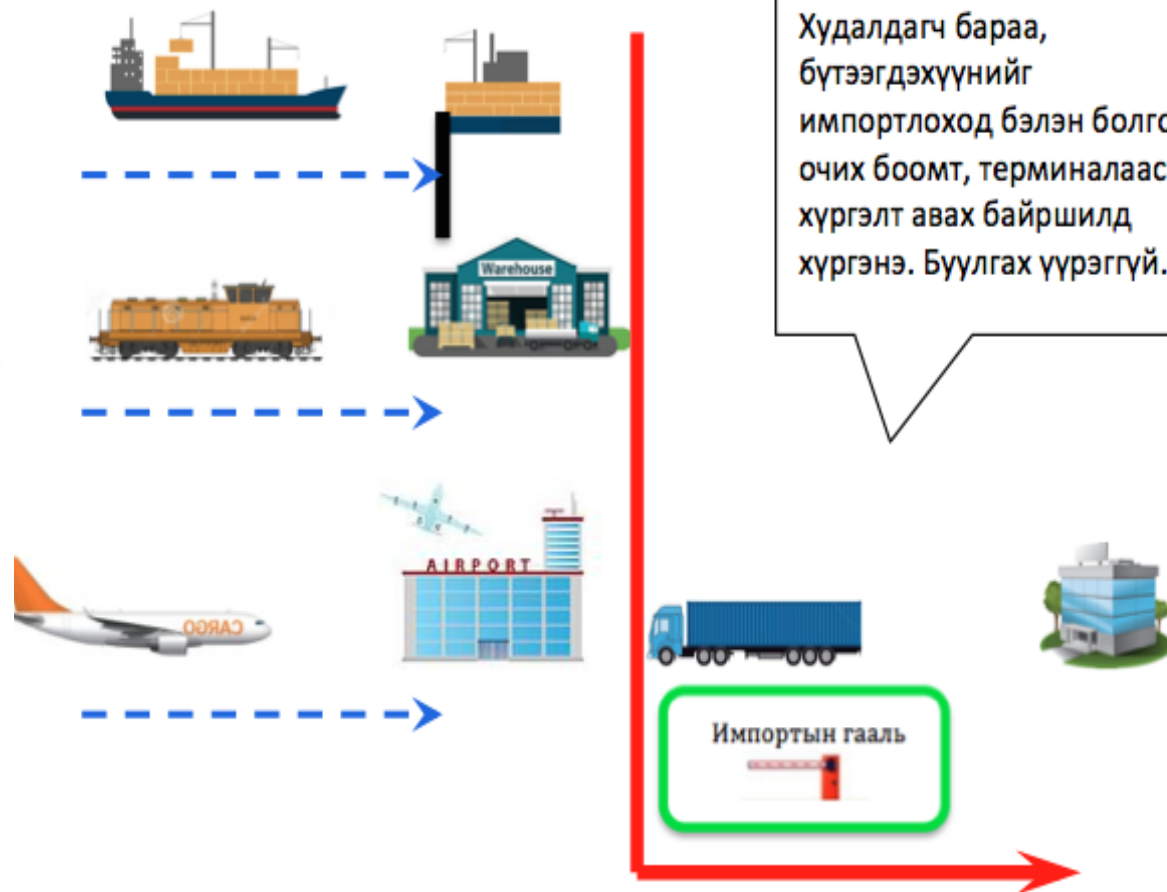 Худалдагч бараа,
бүтээгдэхүүнийг
импортлоход бэлэн болго
очих боомт, терминалаас
хүргэлт авах байршилд
хүргэнэ. Буулгах үүрэггүй.
Warehouse
AIRPORT
CARGO
Импортын гааль